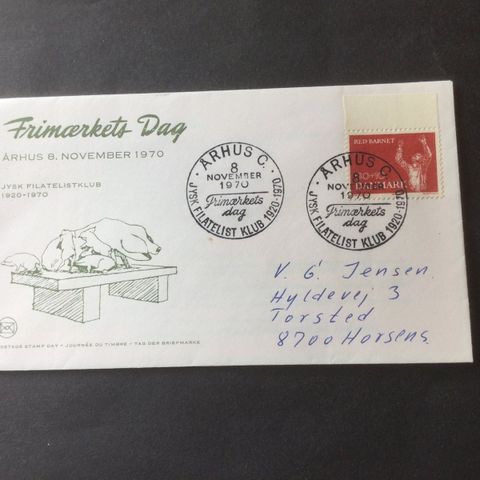 Frimærkets Dag
ÅRHUS 8. NOVEMBER 1970
JYSK FILATELISTKLUB
1920-1970
POSTAGE STAMP DAY • JOURNÉE DU TIMBRE • TAG DER BRIEFMARKE
ÅRHUS C.
8
NOVEMBER
1970
Frimærkets
dag
JYSK FILATELIST KLUB 1920-1970
RED BARNET
DANMARK
ÅRHUS C.
8
NOVEMBER
1970
Frimærkets
dag
JYSK FILATELIST KLUB 1920-1970
V. G. Jensen
Hyldevej 3
Torsted
8700 Horsens